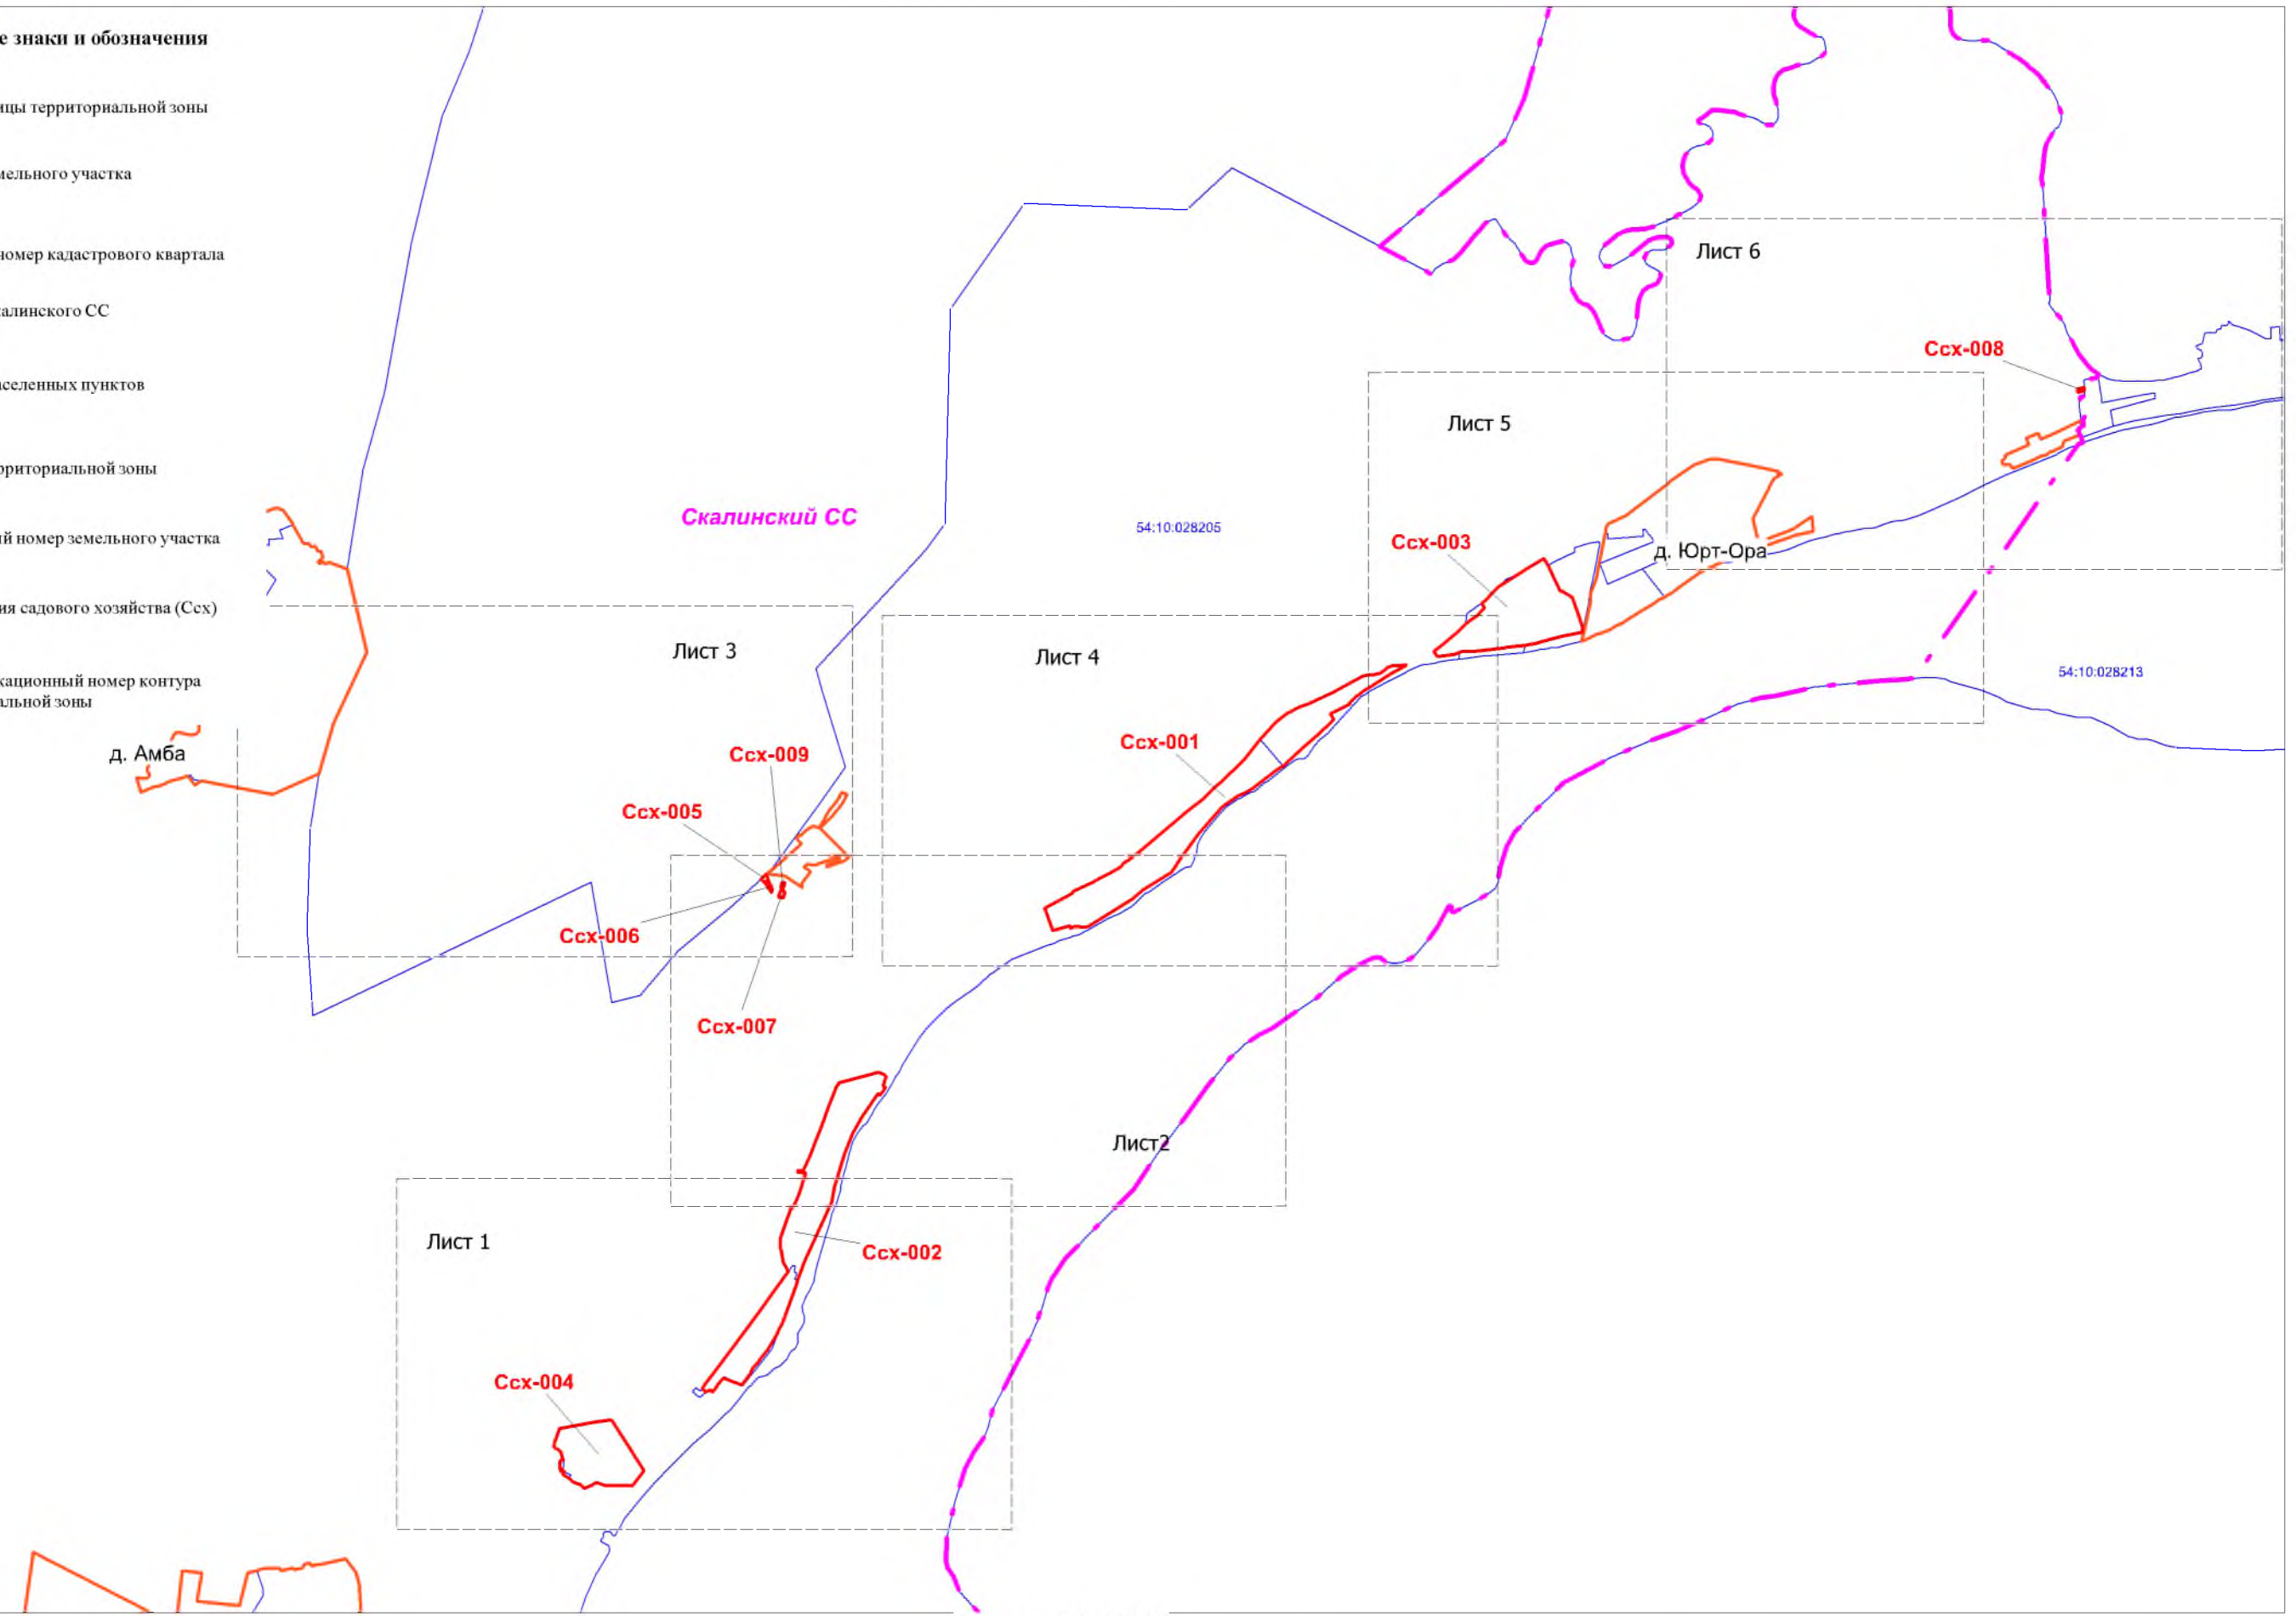 е знаки и обозначения
ицы территориальной зоны
мельного участка
номер кадастрового квартала
калинского СС
аселенных пунктов
рриториальной зоны
ый номер земельного участка
ия садового хозяйства (Ссх)
кационный номер контура
альной зоны
Лист 6
Ссх-008
Лист 5
Скалинский СС
54:10:028205
Ссх-003
д. Юрт-Ора
Лист 3
Лист 4
54:10:028213
д. Амба
Ссх-009
Ссх-001
Ссх-005
Ссх-006
Ссх-007
Лист2
Лист 1
Ссх-002
Ссх-004